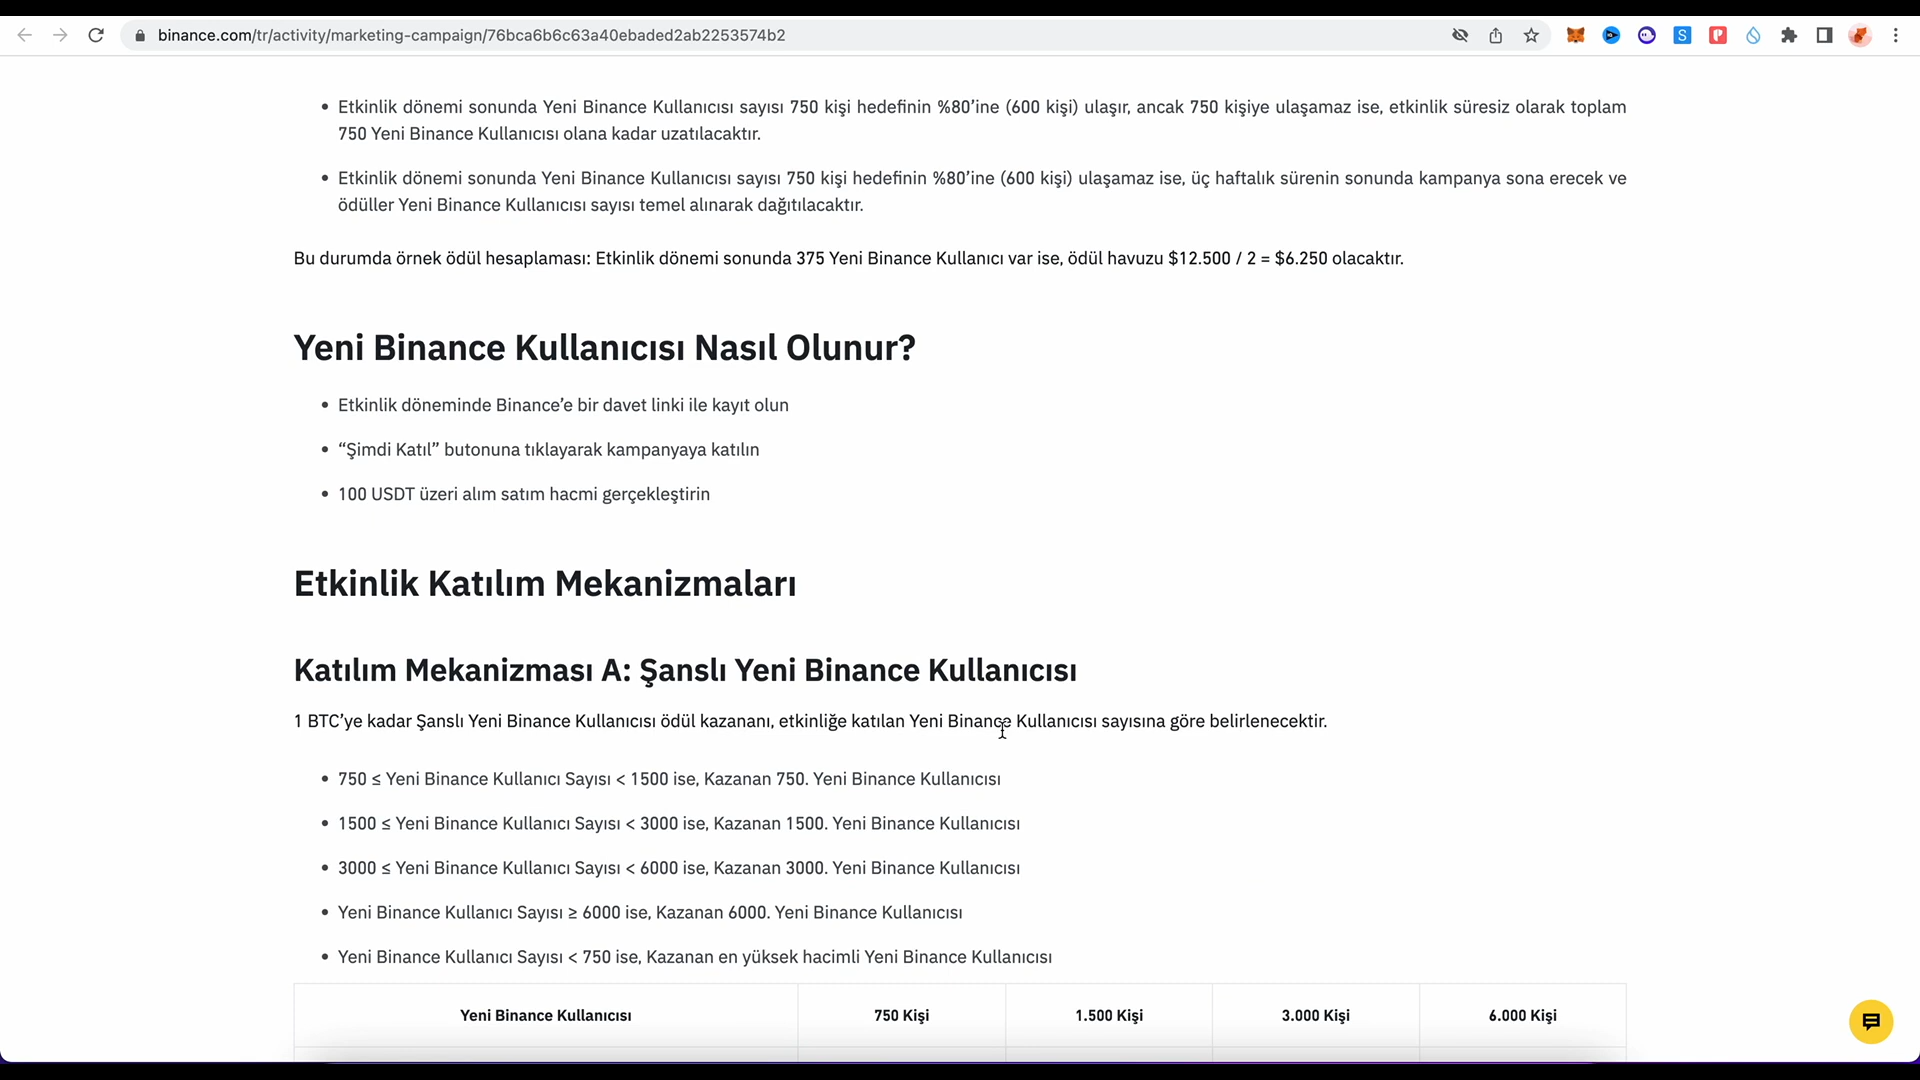 binance.com/tr/activity/marketing-campaign/76bca6b6c63a40ebaded2ab2253574b2
• Etkinlik dönemi sonunda Yeni Binance Kullanıcısı sayısı 750 kişi hedefinin %80’ine (600 kişi) ulaşır, ancak 750 kişiye ulaşamaz ise, etkinlik süresiz olarak toplam
750 Yeni Binance Kullanıcısı olana kadar uzatılacaktır.
• Etkinlik dönemi sonunda Yeni Binance Kullanıcısı sayısı 750 kişi hedefinin %80’ine (600 kişi) ulaşamaz ise, üç haftalık sürenin sonunda kampanya sona erecek ve
ödüller Yeni Binance Kullanıcısı sayısı temel alınarak dağıtılacaktır.
Bu durumda örnek ödül hesaplaması: Etkinlik dönemi sonunda 375 Yeni Binance Kullanıcı var ise, ödül havuzu $12.500 / 2 = $6.250 olacaktır.
Yeni Binance Kullanıcısı Nasıl Olunur?
• Etkinlik döneminde Binance’e bir davet linki ile kayıt olun
• “Şimdi Katıl” butonuna tıklayarak kampanyaya katılın
• 100 USDT üzeri alım satım hacmi gerçekleştirin
Etkinlik Katılım Mekanizmaları
Katılım Mekanizması A: Şanslı Yeni Binance Kullanıcısı
1 BTC’ye kadar Şanslı Yeni Binance Kullanıcısı ödül kazananı, etkinliğe katılan Yeni Binance Kullanıcısı sayısına göre belirlenecektir.
• 750 ≤ Yeni Binance Kullanıcı Sayısı < 1500 ise, Kazanan 750. Yeni Binance Kullanıcısı
• 1500 ≤ Yeni Binance Kullanıcı Sayısı < 3000 ise, Kazanan 1500. Yeni Binance Kullanıcısı
• 3000 ≤ Yeni Binance Kullanıcı Sayısı < 6000 ise, Kazanan 3000. Yeni Binance Kullanıcısı
• Yeni Binance Kullanıcı Sayısı ≥ 6000 ise, Kazanan 6000. Yeni Binance Kullanıcısı
• Yeni Binance Kullanıcı Sayısı < 750 ise, Kazanan en yüksek hacimli Yeni Binance Kullanıcısı
Yeni Binance Kullanıcısı 750 Kişi 1.500 Kişi 3.000 Kişi 6.000 Kişi